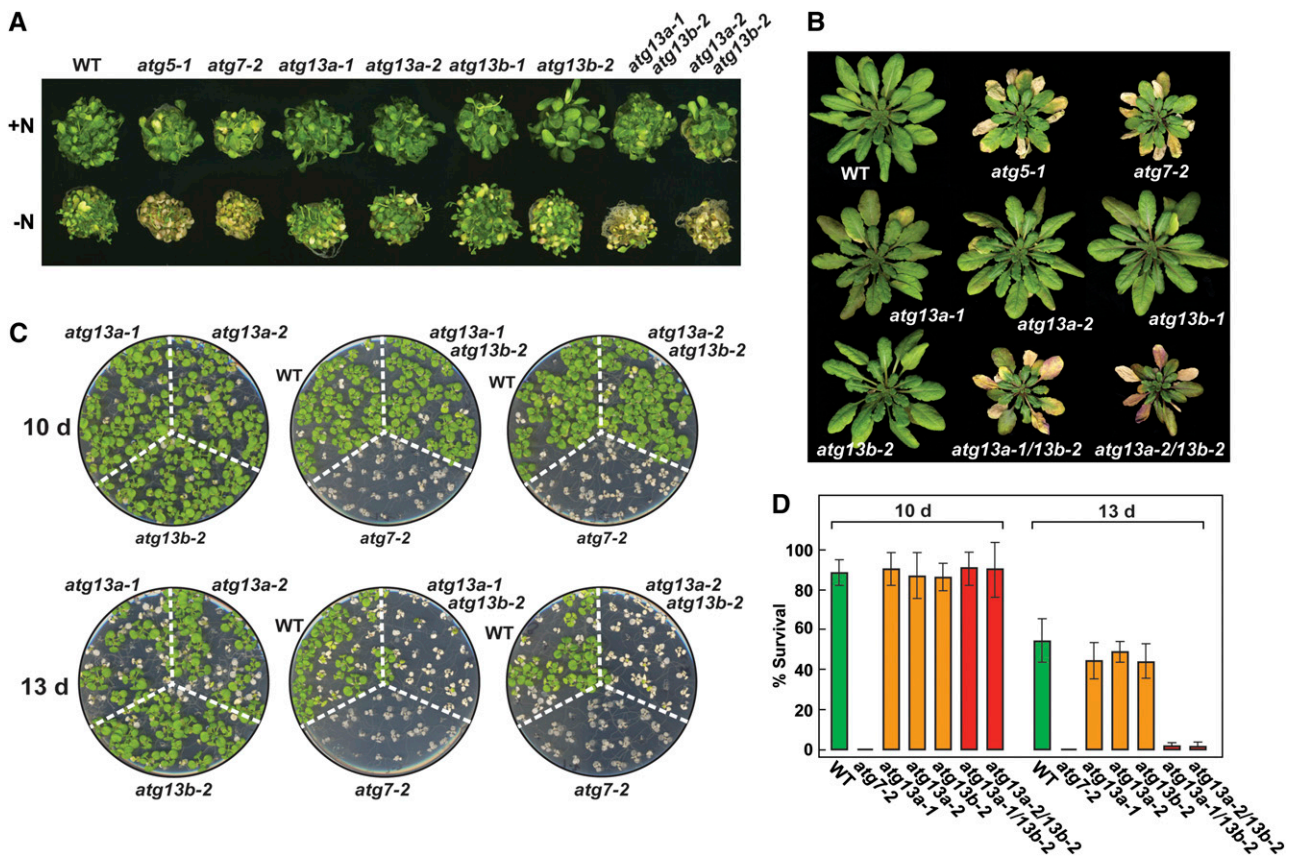 A
WT atg5-1 atg7-2 atg13a-1 atg13a-2 atg13b-1 atg13b-2 atg13a-1 atg13b-2 atg13a-2 atg13b-2
+N
-N
B
WT atg5-1 atg7-2
atg13a-1 atg13a-2 atg13b-1
atg13b-2 atg13a-1/13b-2 atg13a-2/13b-2
C
atg13a-1 atg13a-2
10 d
atg13b-2
WT
atg13a-1
atg13b-2
atg7-2
WT
atg13a-2
atg13b-2
atg7-2
atg13a-1 atg13a-2
13 d
atg13b-2
WT
atg13a-1
atg13b-2
atg7-2
WT
atg13a-2
atg13b-2
atg7-2
D
10 d 13 d
% Survival
100
80
60
40
20
0
WT atg7-2 atg13a-1 atg13a-2 atg13b-2 atg13a-1/13b-2 atg13a-2/13b-2
WT atg7-2 atg13a-1 atg13a-2 atg13b-2 atg13a-1/13b-2 atg13a-2/13b-2